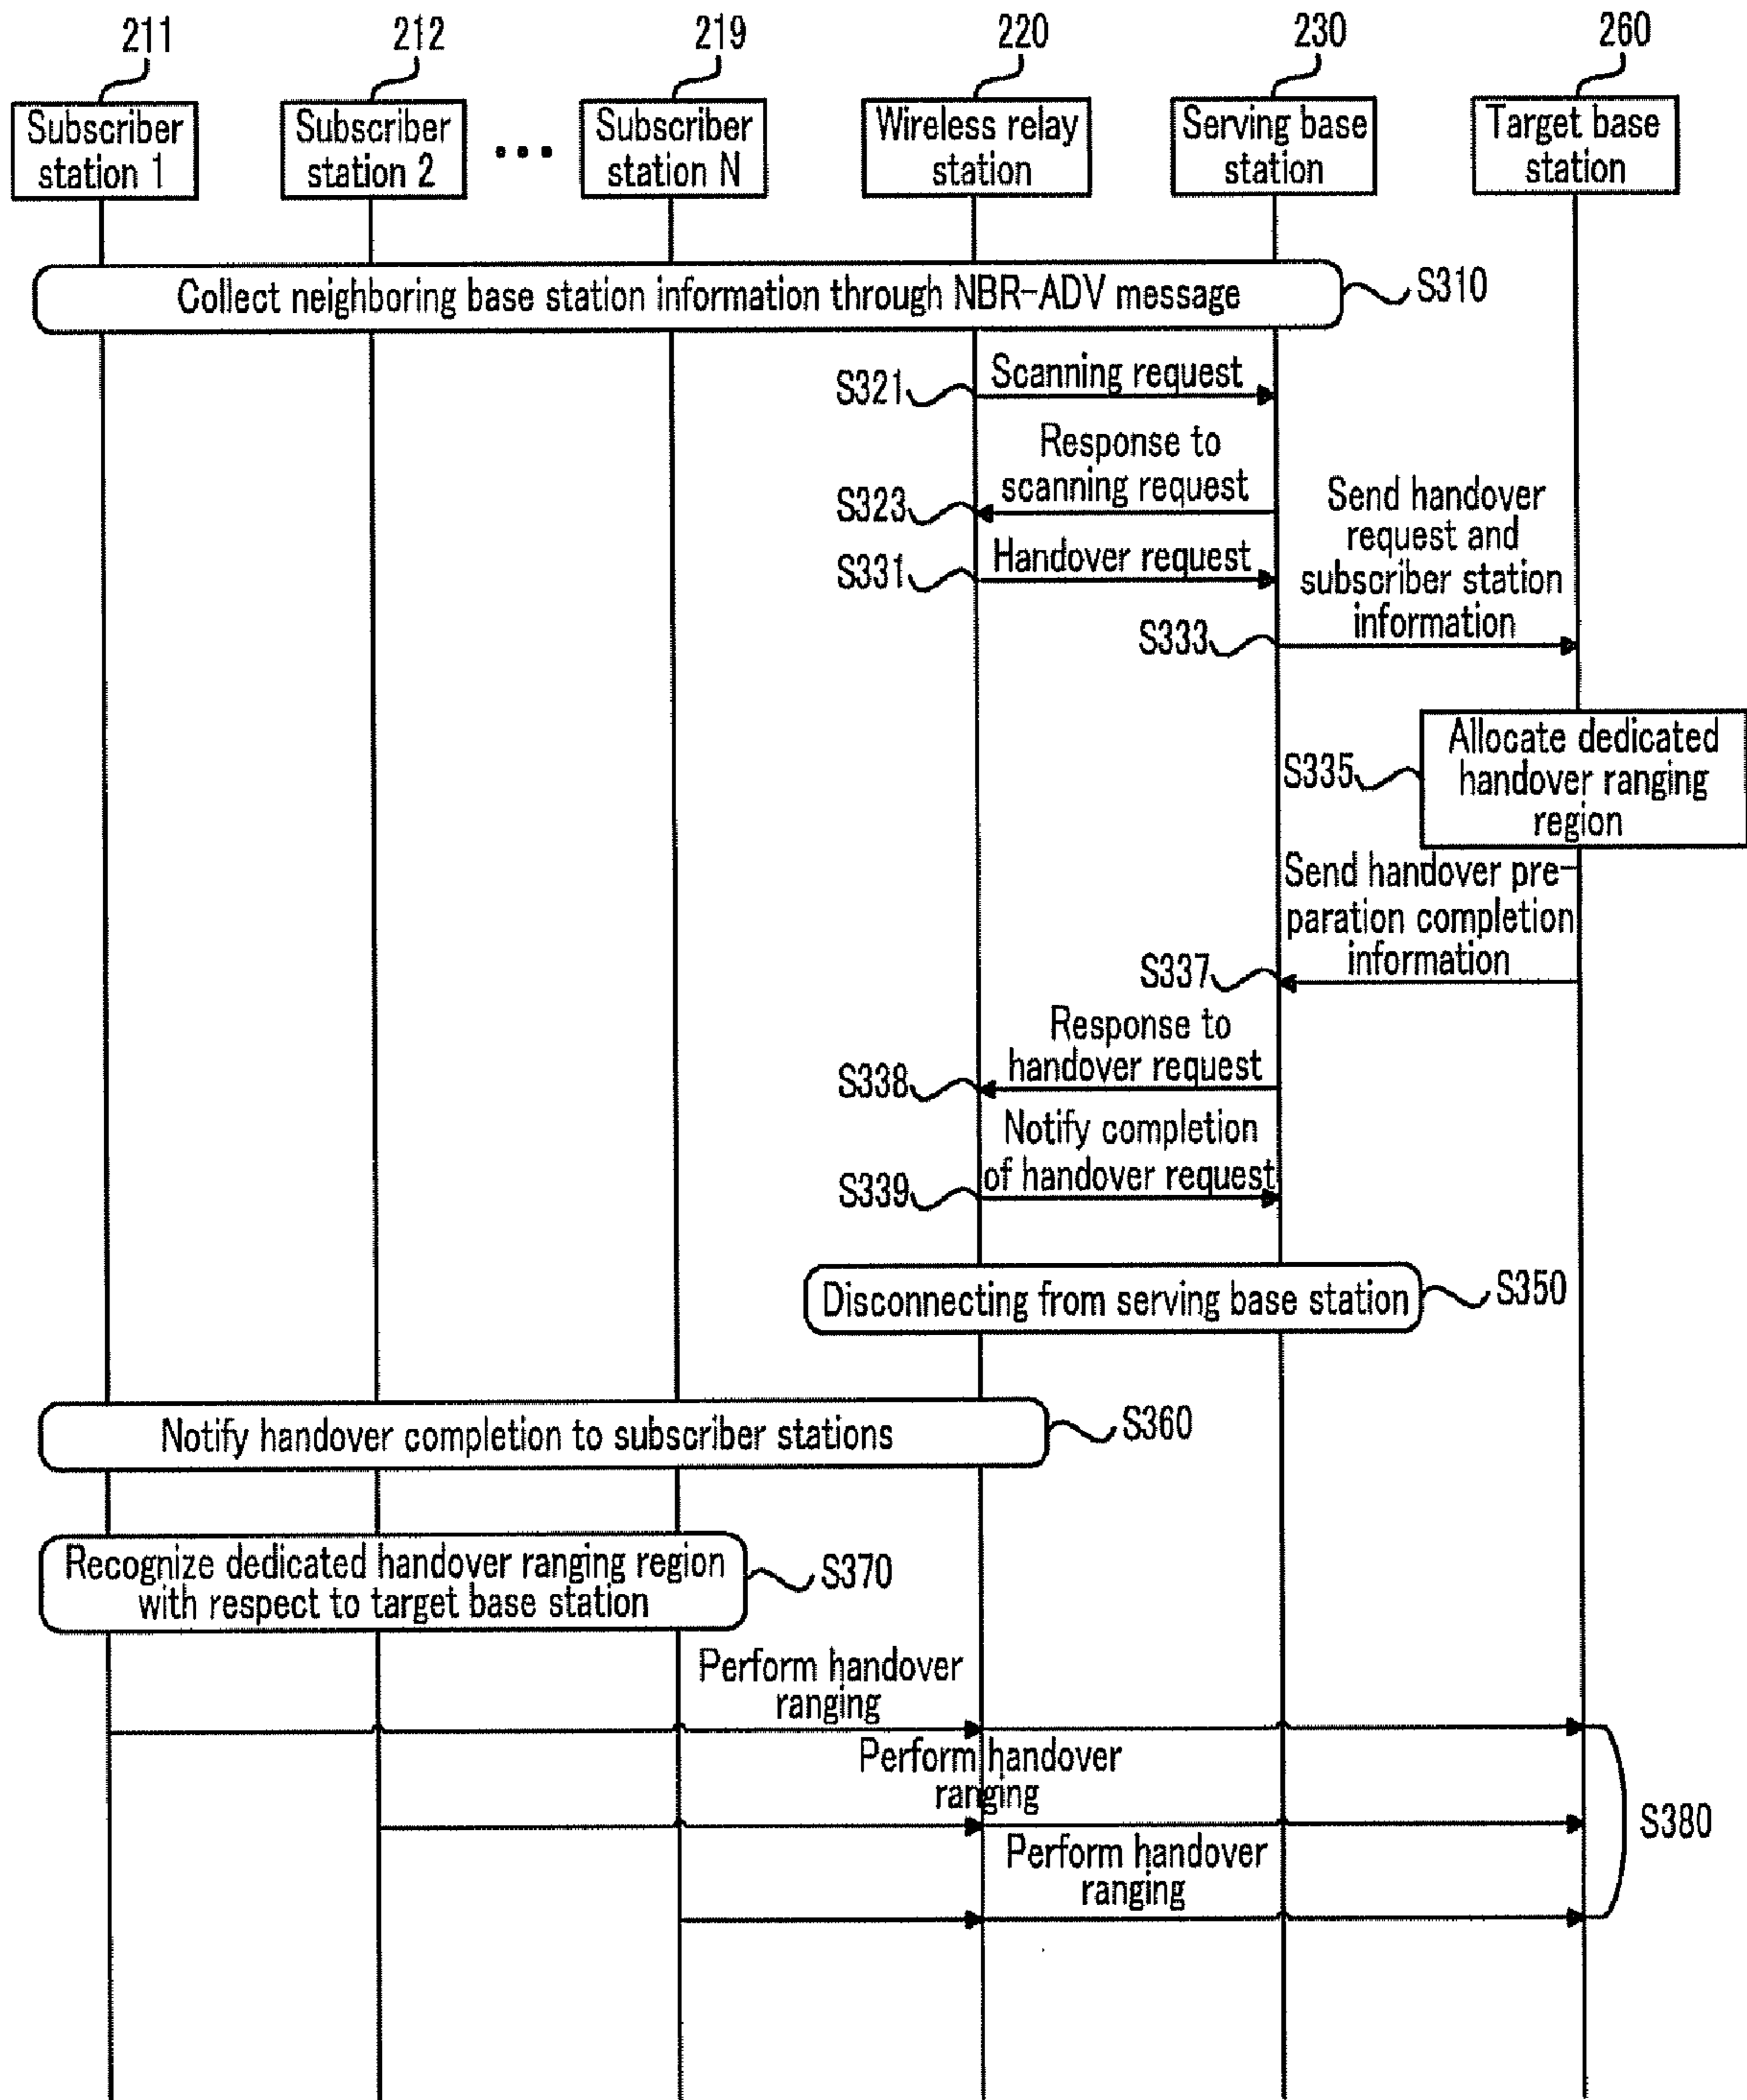 211
212
219
220
230
260
Subscriber
station 1
Subscriber
station 2
...
Subscriber
station N
Wireless relay
station
Serving base
station
Target base
station
Collect neighboring base station information through NBR-ADV message
S310
S321
Scanning request
Response to
scanning request
S323
S331
Handover request
Send handover
request and
subscriber station
information
S333
S335
Allocate dedicated
handover ranging
region
Send handover pre-
paration completion
information
S337
Response to
handover request
S338
Notify completion
of handover request
S339
Disconnecting from serving base station
S350
Notify handover completion to subscriber stations
S360
Recognize dedicated handover ranging region
with respect to target base station
S370
Perform handover
ranging
Perform handover
ranging
Perform handover
ranging
S380